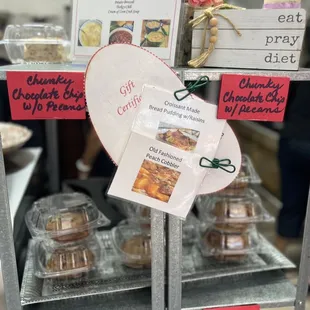 eat
pray
diet
Chunky
Chocolate Chip
W/O Pecans
Chunky
Chocolate Chip
W/ Pecans
Gift
Certific
Croissant Made
Bread Pudding
w/Raisins
Old Fashioned
Peach Cobbler